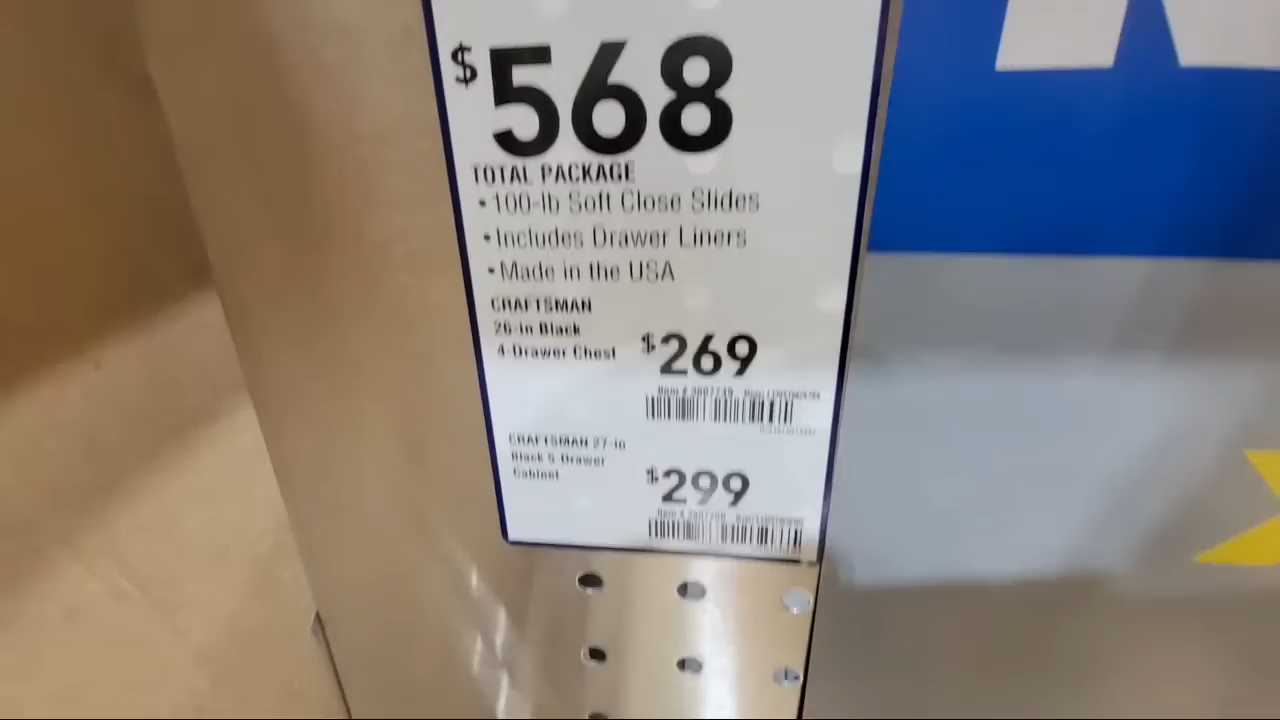 $568
TOTAL PACKAGE
• 100-lb Soft Close Slides
• Includes Drawer Liners
• Made in the USA
CRAFTSMAN
26-in Black
4-Drawer Chest
$269
CRAFTSMAN 27-in
Black 5-Drawer
Cabinet
$299